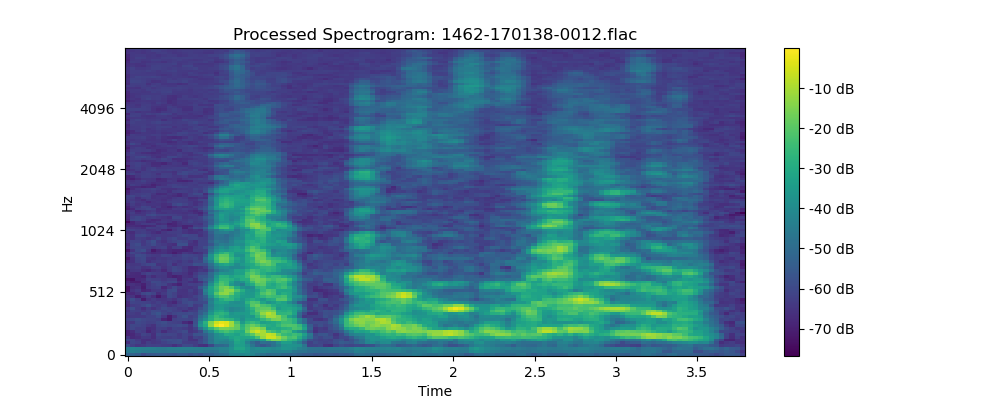 Processed Spectrogram: 1462-170138-0012.flac
Hz
4096
2048
1024
512
0
0 0.5 1 1.5 2 2.5 3 3.5
Time
-10 dB
-20 dB
-30 dB
-40 dB
-50 dB
-60 dB
-70 dB